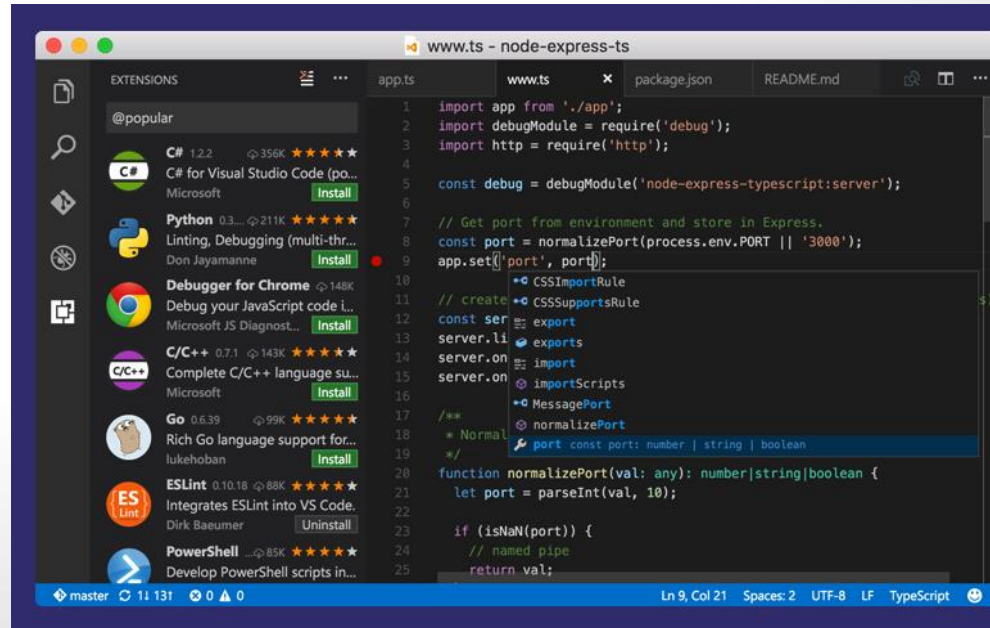 www.ts - node-express-ts
EXTENSIONS
@popular
C# 1.2.2 356K
C# for Visual Studio Code (po...
Microsoft Install
Python 0.3.... 211K
Linting, Debugging (multi-thr...
Don Jayamanne Install
Debugger for Chrome 148K
Debug your JavaScript code i...
Microsoft JS Diagnost... Install
C/C++ 0.7.1 143K
Complete C/C++ language su...
Microsoft Install
Go 0.6.39 99K
Rich Go language support for...
lukehoban Install
ESLint 0.10.18 88K
Integrates ESLint into VS Code.
Dirk Baeumer Uninstall
PowerShell ... 85K
Develop PowerShell scripts in...
C#
C/C++
ES
Lint
app.ts www.ts package.json README.md
1 import app from './app';
2 import debugModule = require('debug');
3 import http = require('http');
4
5 const debug = debugModule('node-express-typescript:server');
6
7 // Get port from environment and store in Express.
8 const port = normalizePort(process.env.PORT || '3000');
9 app.set('port', port);
10
11 // create
12 const ser
13 server.li
14 server.on
15 server.on
16
17 /**
18 * Normal
19 */
20 function normalizePort(val: any): number|string|boolean {
21 let port = parseInt(val, 10);
22
23 if (isNaN(port)) {
24 // named pipe
25 return val;
CSSImportRule
CSSSupportsRule
export
exports
import
importScripts
MessagePort
normalizePort
port const port: number | string | boolean
master 1↓ 13↑ 0 0 Ln 9, Col 21 Spaces: 2 UTF-8 LF TypeScript